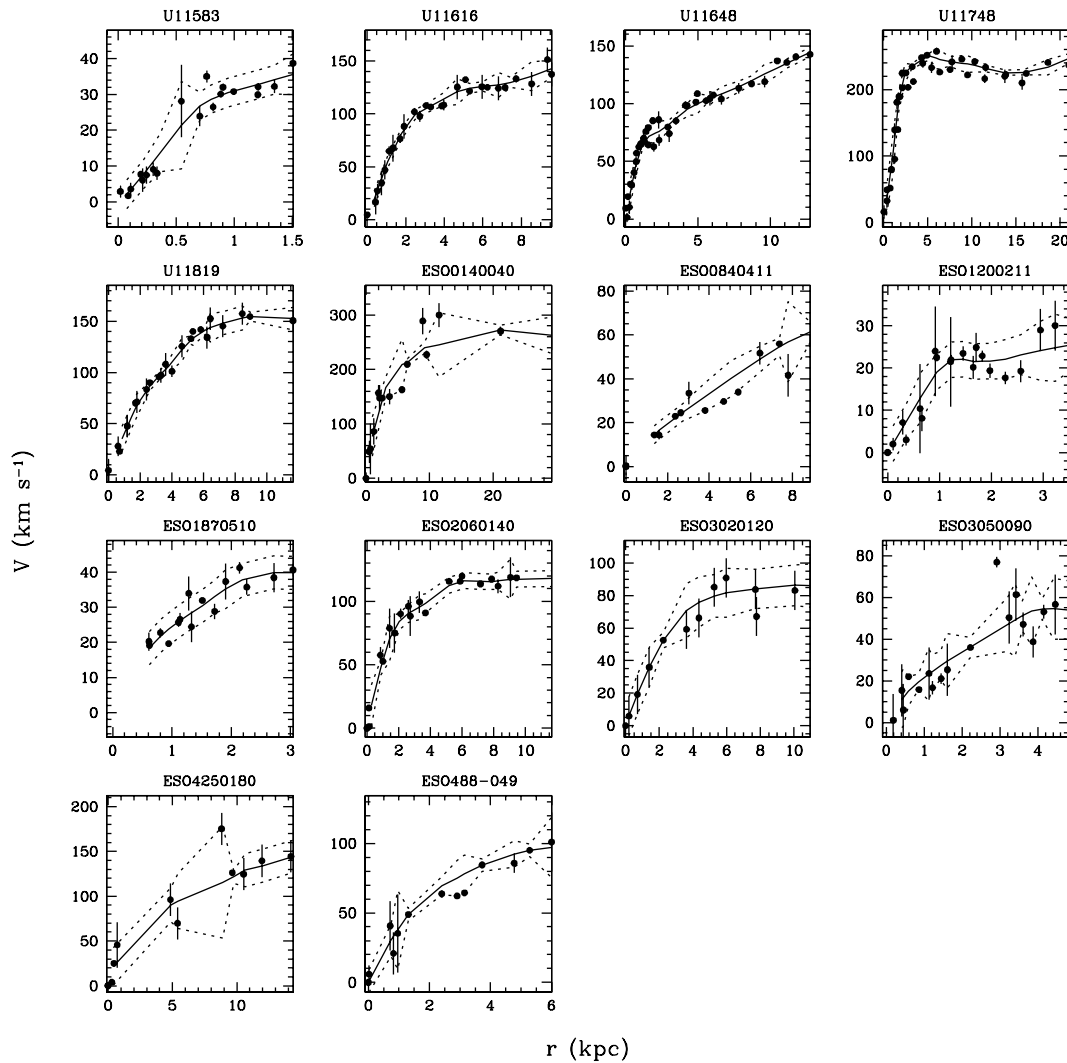 U11583 U11616 U11648 U11748
40 30 20 10 0
150 100 50 0
150 100 50 0
200 100 0
0 0.5 1 1.5
0 2 4 6 8
0 5 10
0 5 10 15 20
U11819 ESO0140040 ESO0840411 ESO1200211
150 100 50 0
300 200 100 0
80 60 40 20 0
30 20 10 0
0 2 4 6 8 10
0 10 20
0 2 4 6 8
0 1 2 3
V (km s⁻¹)
ESO1870510 ESO2060140 ESO3020120 ESO3050090
40 30 20 10 0
100 50 0
100 80 60 40 20 0
80 60 40 20 0
0 1 2 3
0 2 4 6 8 10
0 2 4 6 8 10
0 1 2 3 4
ESO4250180 ESO488-049
200 150 100 50 0
100 50 0
0 5 10
0 2 4 6
r (kpc)